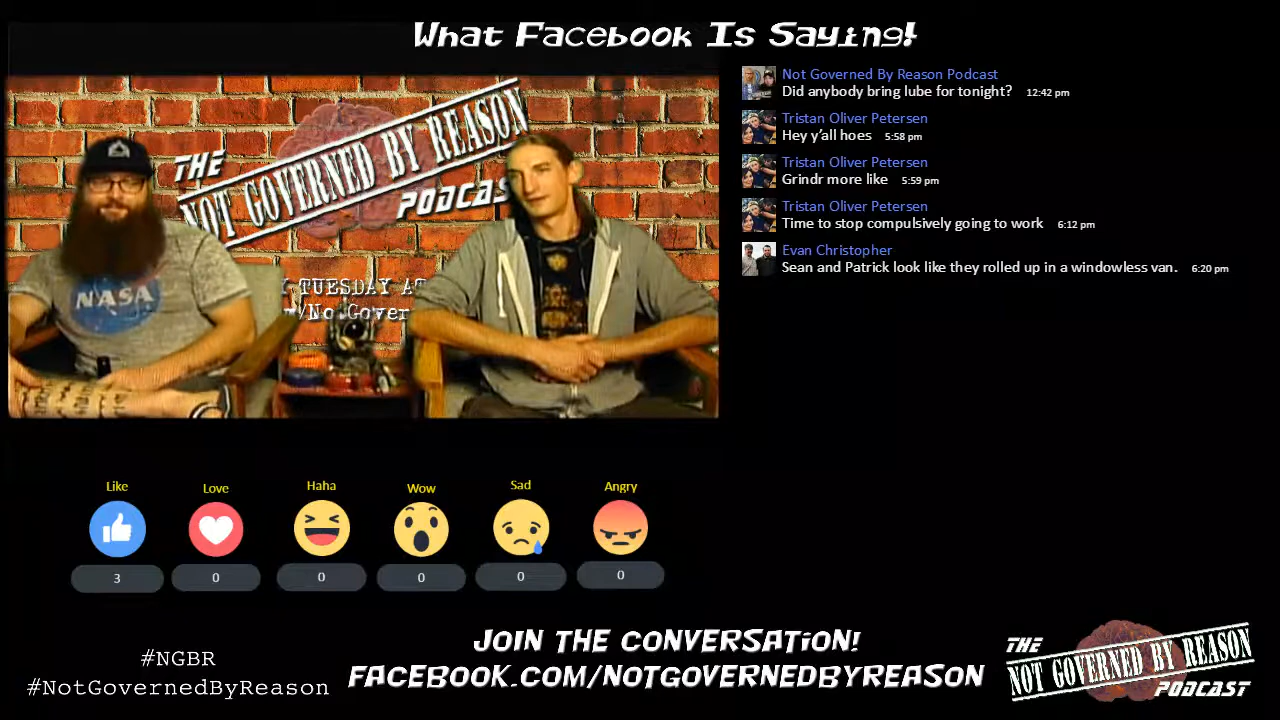 What Facebook Is Saying!
THE
NOT GOVERNED BY REASON
PODCAS
NASA
Y TUESDAY AT
/No Gover
Not Governed By Reason Podcast
Did anybody bring lube for tonight? 12:42 pm
Tristan Oliver Petersen
Hey y'all hoes 5:58 pm
Tristan Oliver Petersen
Grindr more like 5:59 pm
Tristan Oliver Petersen
Time to stop compulsively going to work 6:12 pm
Evan Christopher
Sean and Patrick look like they rolled up in a windowless van. 6:20 pm
Like Love Haha Wow Sad Angry
3 0 0 0 0 0
#NGBR
#NotGovernedByReason
JOIN THE CONVERSATION!
FACEBOOK.COM/NOTGOVERNEDBYREASON
THE
NOT GOVERNED BY REASON
PODCAST